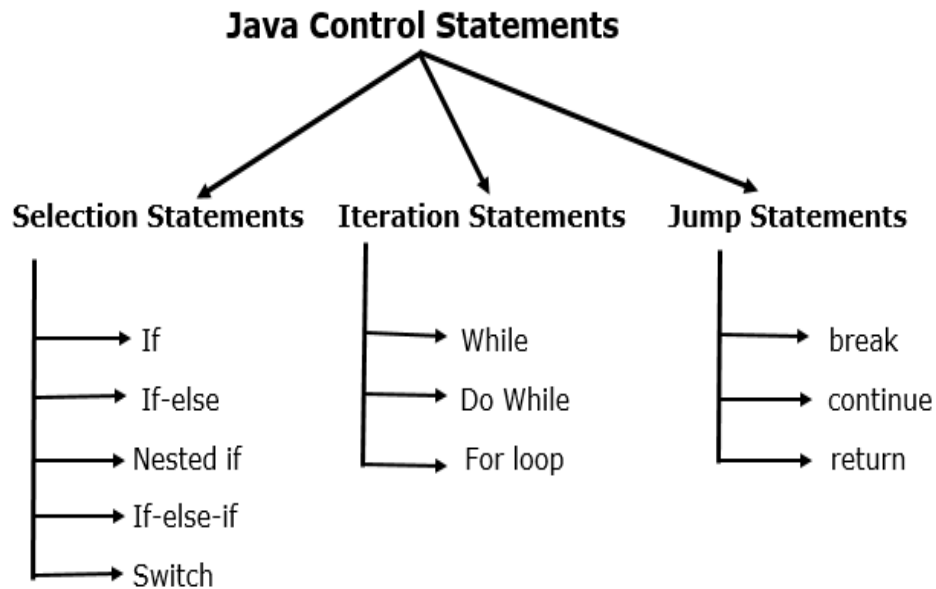 Java Control Statements
Selection Statements
If
If-else
Nested if
If-else-if
Switch
Iteration Statements
While
Do While
For loop
Jump Statements
break
continue
return